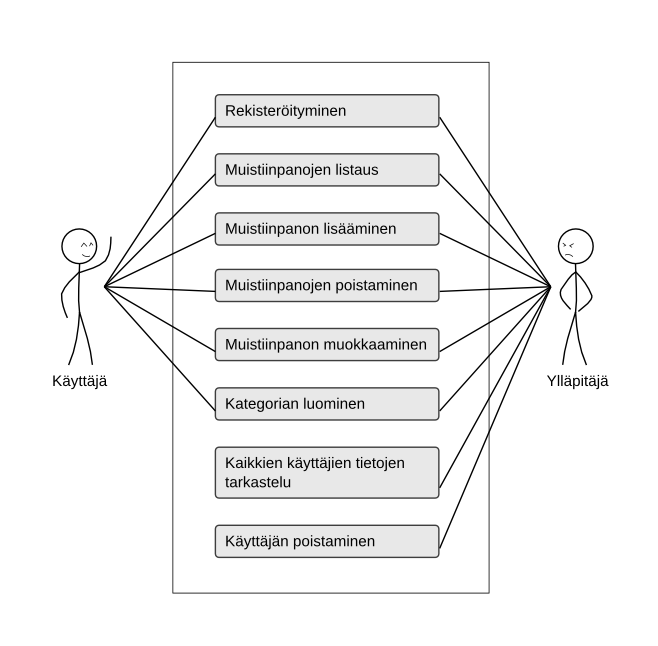 Rekisteröityminen
Muistiinpanojen listaus
Muistiinpanon lisääminen
Muistiinpanojen poistaminen
Muistiinpanon muokkaaminen
Käyttäjä
Ylläpitäjä
Kategorian luominen
Kaikkien käyttäjien tietojen
tarkastelu
Käyttäjän poistaminen